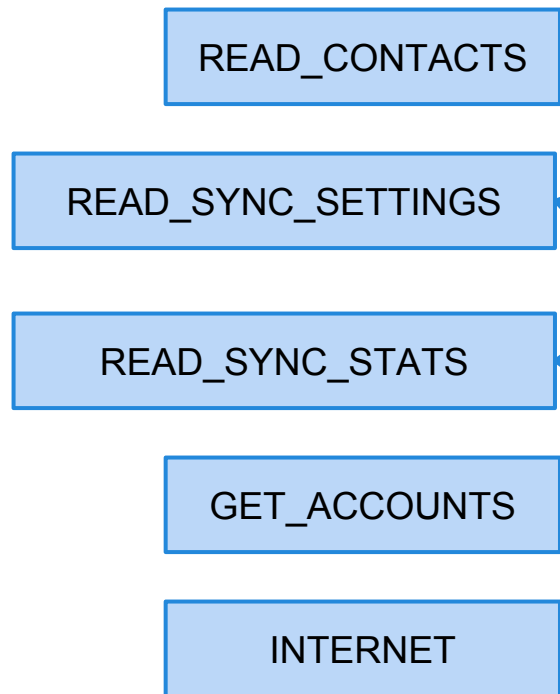 READ_CONTACTS
READ_SYNC_SETTINGS
READ_SYNC_STATS
GET_ACCOUNTS
INTERNET